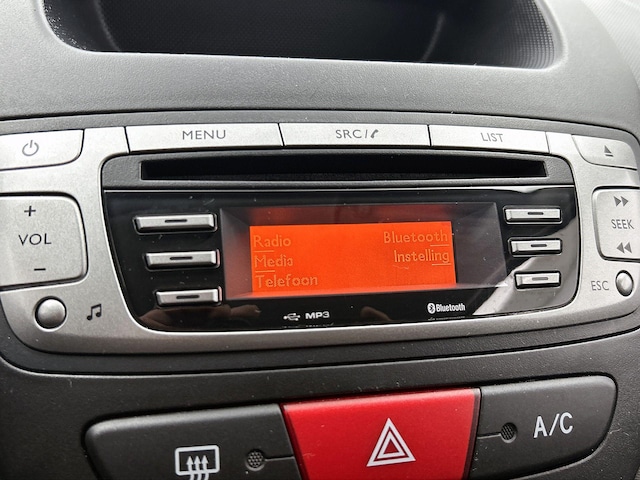 MENU
SRC/
LIST
+
VOL
−
SEEK
ESC
Radio Bluetooth
Media Instelling
Telefoon
MP3
Bluetooth
A/C